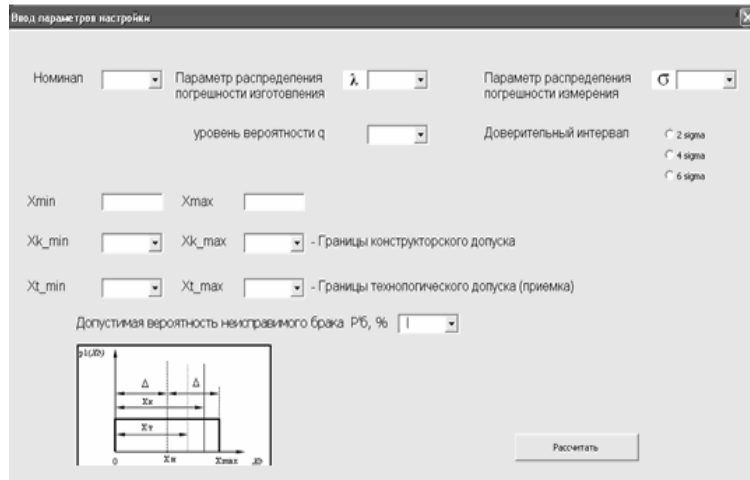 Ввод параметров настройки
Номинал
Параметр распределения
погрешности изготовления
λ
Параметр распределения
погрешности измерения
σ
уровень вероятности q
Доверительный интервал
2 sigma
4 sigma
6 sigma
Xmin
Xmax
Xk_min
Xk_max
- Границы конструкторского допуска
Xt_min
Xt_max
- Границы технологического допуска (приемка)
Допустимая вероятность неисправимого брака P'б, %
Δ
Δ
Xк
Xт
0
Xн
Xmax
Рассчитать